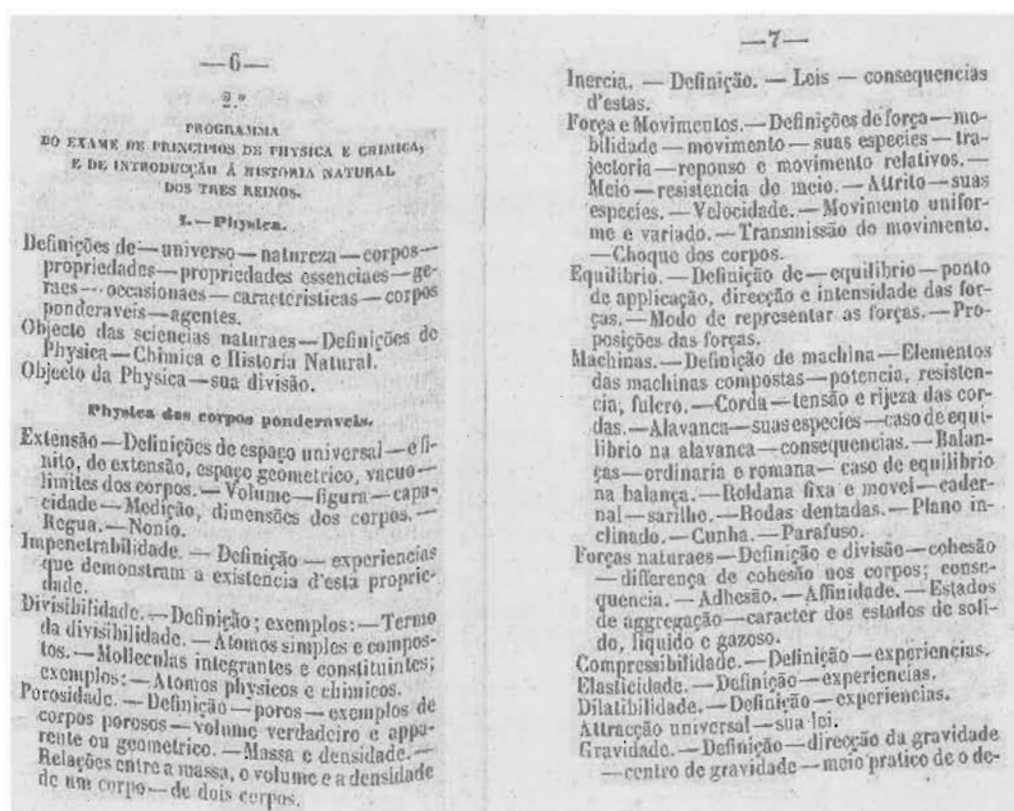 —6—
2.º
PROGRAMMA
DO EXAME DE PRINCIPIOS DE PHYSICA E CHIMICA,
E DE INTRODUCÇÃO Á HISTORIA NATURAL
DOS TRES REINOS.
I.—Physica.
Definições de—universo—natureza—corpos—
propriedades—propriedades essenciaes—ge-
raes—occasionaes—caracteristicas—corpos
ponderaveis—agentes.
Objecto das sciencias naturaes—Definições de
Physica—Chimica e Historia Natural.
Objecto da Physica—sua divisão.
Physica dos corpos ponderaveis.
Extensão—Definições de espaço universal—efi-
nito, de extensão, espaço geometrico, vacuo—
limites dos corpos.—Volume—figura—capa-
cidade—Medição, dimensões dos corpos.—
Regua.—Nonio.
Impenetrabilidade.—Definição—experiencias
que demonstram a existencia d'esta proprie-
dade.
Divisibilidade.—Definição; exemplos:—Termo
da divisibilidade.—Atomos simples e compos-
tos.—Molleculas integrantes e constituintes;
exemplos:—Atomos physicos e chimicos.
Porosidade.—Definição—poros—exemplos de
corpos porosos—volume verdadeiro e appa-
rente ou geometrico.—Massa e densidade.—
Relações entre a massa, o volume e a densidade
de um corpo—de dois corpos.
—7—
Inercia.—Definição.—Leis—consequencias
d'estas.
Força e Movimentos.—Definições de força—mo-
bilidade—movimento—suas especies—tra-
jectoria—reponso e movimento relativos.—
Meio—resistencia do meio.—Attrito—suas
especies.—Velocidade.—Movimento unifor-
me e variado.—Transmissão do movimento.
—Choque dos corpos.
Equilibrio.—Definição de—equilibrio—ponto
de applicação, direcção e intensidade das for-
ças.—Modo de representar as forças.—Pro-
posições das forças.
Machinas.—Definição de machina—Elementos
das machinas compostas—potencia, resisten-
cia, fulcro.—Corda—tensão e rijeza das cor-
das.—Alavanca—suas especies—caso de equi-
librio na alavanca—consequencias.—Balan-
ças—ordinaria e romana—caso de equilibrio
na balança.—Roldana fixa e movel—cader-
nal—sarilho.—Rodas dentadas.—Plano in-
clinado.—Cunha.—Parafuso.
Forças naturaes—Definição e divisão—cohesão
—differença de cohesão nos corpos; conse-
quencia.—Adhesão.—Affinidade.—Estados
de aggregação—caracter dos estados de soli-
do, liquido e gazoso.
Compressibilidade.—Definição—experiencias.
Elasticidade.—Definição—experiencias.
Dilatibilidade.—Definição—experiencias.
Attracção universal—sua lei.
Gravidade.—Definição—direcção da gravidade
—centro de gravidade—meio pratico de o de-